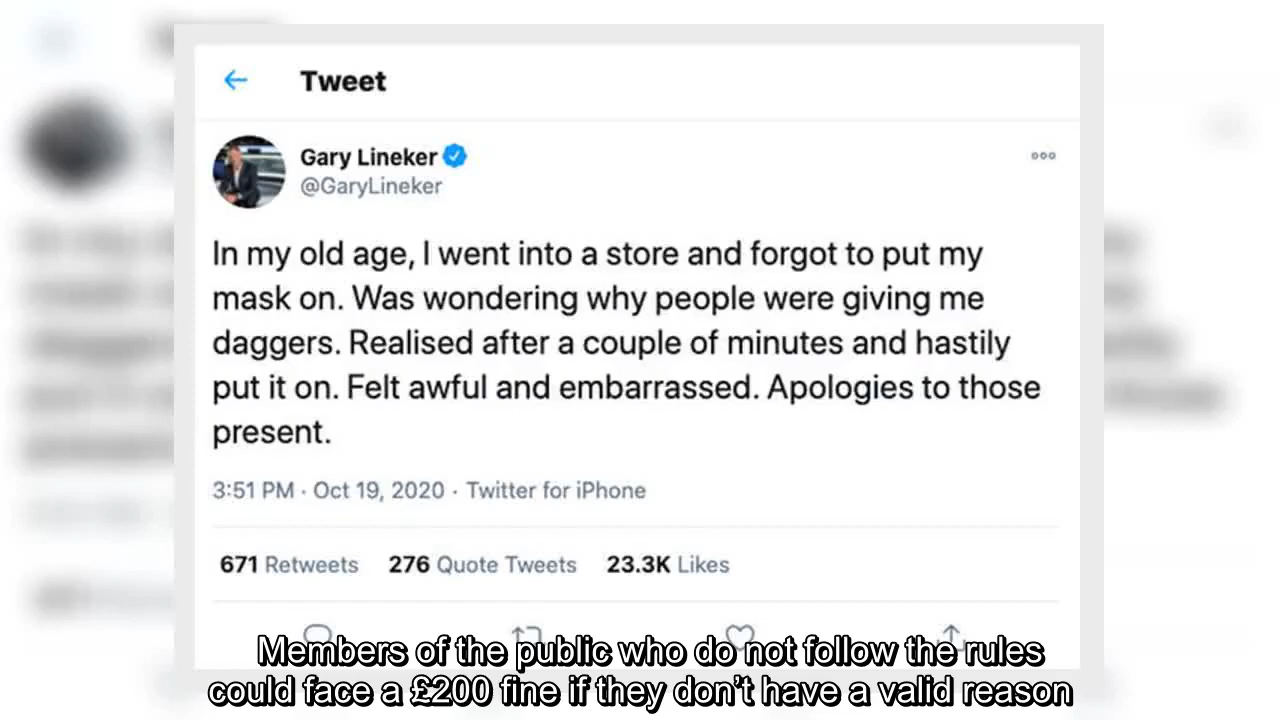 Tweet
Gary Lineker
@GaryLineker
In my old age, I went into a store and forgot to put my
mask on. Was wondering why people were giving me
daggers. Realised after a couple of minutes and hastily
put it on. Felt awful and embarrassed. Apologies to those
present.
3:51 PM · Oct 19, 2020 · Twitter for iPhone
671 Retweets 276 Quote Tweets 23.3K Likes
Members of the public who do not follow the rules
could face a £200 fine if they don't have a valid reason